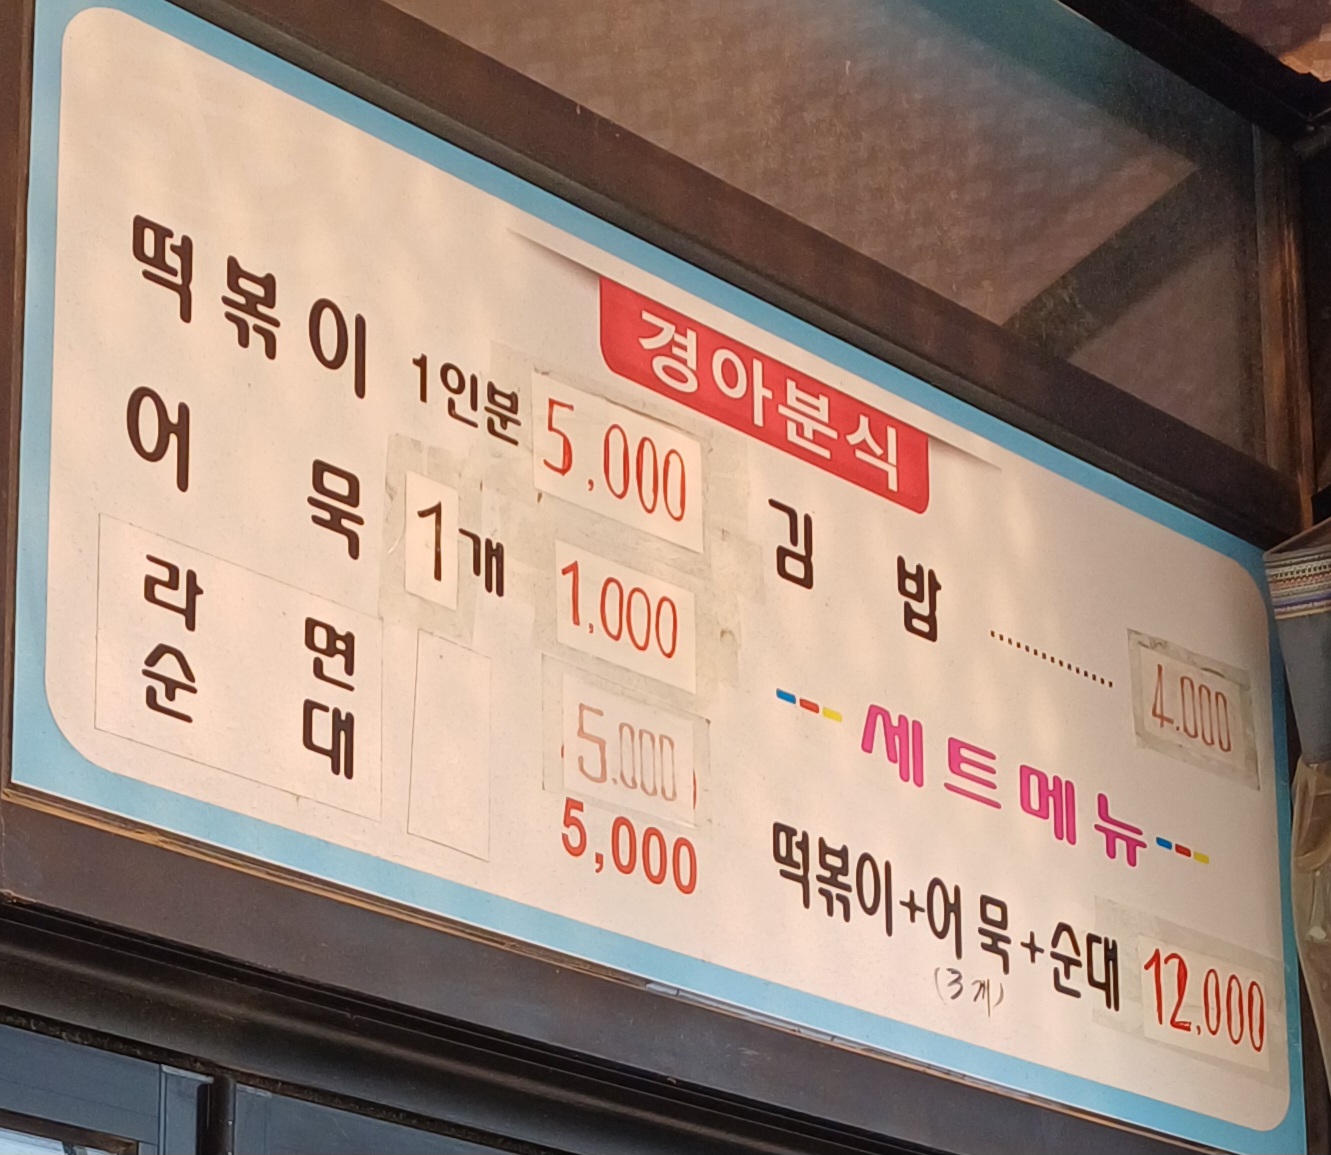 경아분식
떡볶이 1인분 5,000
어묵 1개 1,000
라면 5.000
순대 5,000
김밥 ............ 4.000
--- 세트메뉴 ---
떡볶이+어묵+순대 12,000
(3개)